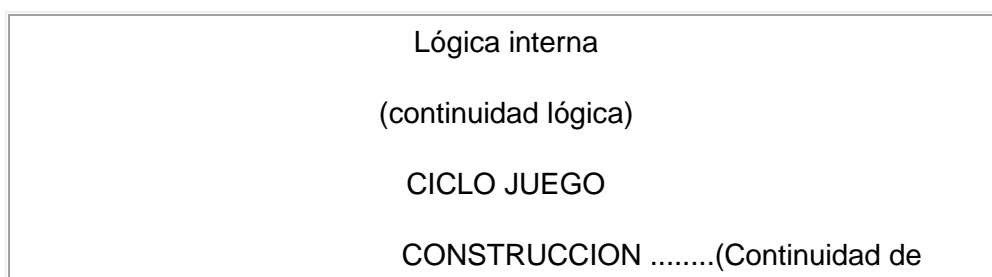 Lógica interna
(continuidad lógica)
CICLO JUEGO
CONSTRUCCION ........(Continuidad de